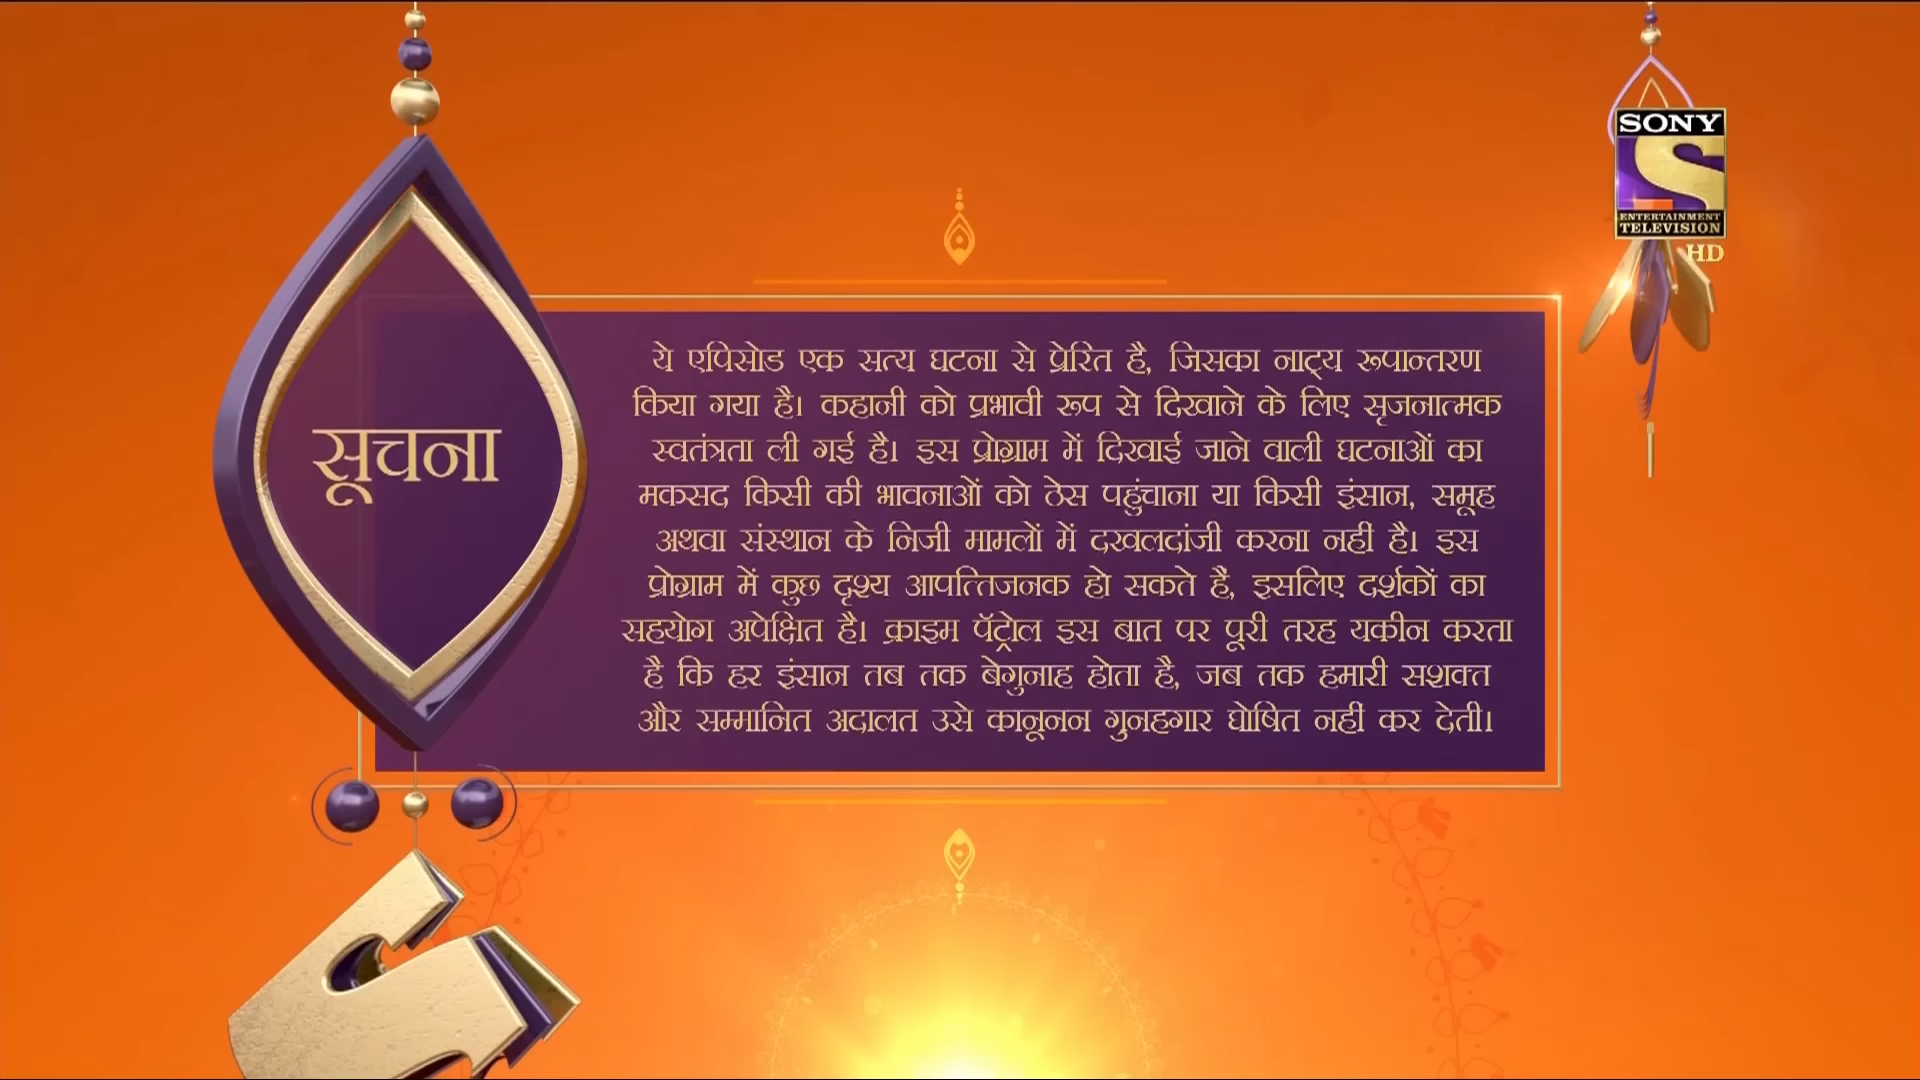 सूचना
ये एपिसोड एक सत्य घटना से प्रेरित है, जिसका नाट्य रूपान्तरण
किया गया है। कहानी को प्रभावी रूप से दिखाने के लिए सृजनात्मक
स्वतंत्रता ली गई है। इस प्रोग्राम में दिखाई जाने वाली घटनाओं का
मकसद किसी की भावनाओं को ठेस पहुंचाना या किसी इंसान, समूह
अथवा संस्थान के निजी मामलों में दखलदांजी करना नहीं है। इस
प्रोग्राम में कुछ दृश्य आपत्तिजनक हो सकते हैं, इसलिए दर्शकों का
सहयोग अपेक्षित है। क्राइम पॅट्रोल इस बात पर पूरी तरह यकीन करता
है कि हर इंसान तब तक बेगुनाह होता है, जब तक हमारी सशक्त
और सम्मानित अदालत उसे कानूनन गुनहगार घोषित नहीं कर देती।
SONY
S
ENTERTAINMENT
TELEVISION
HD